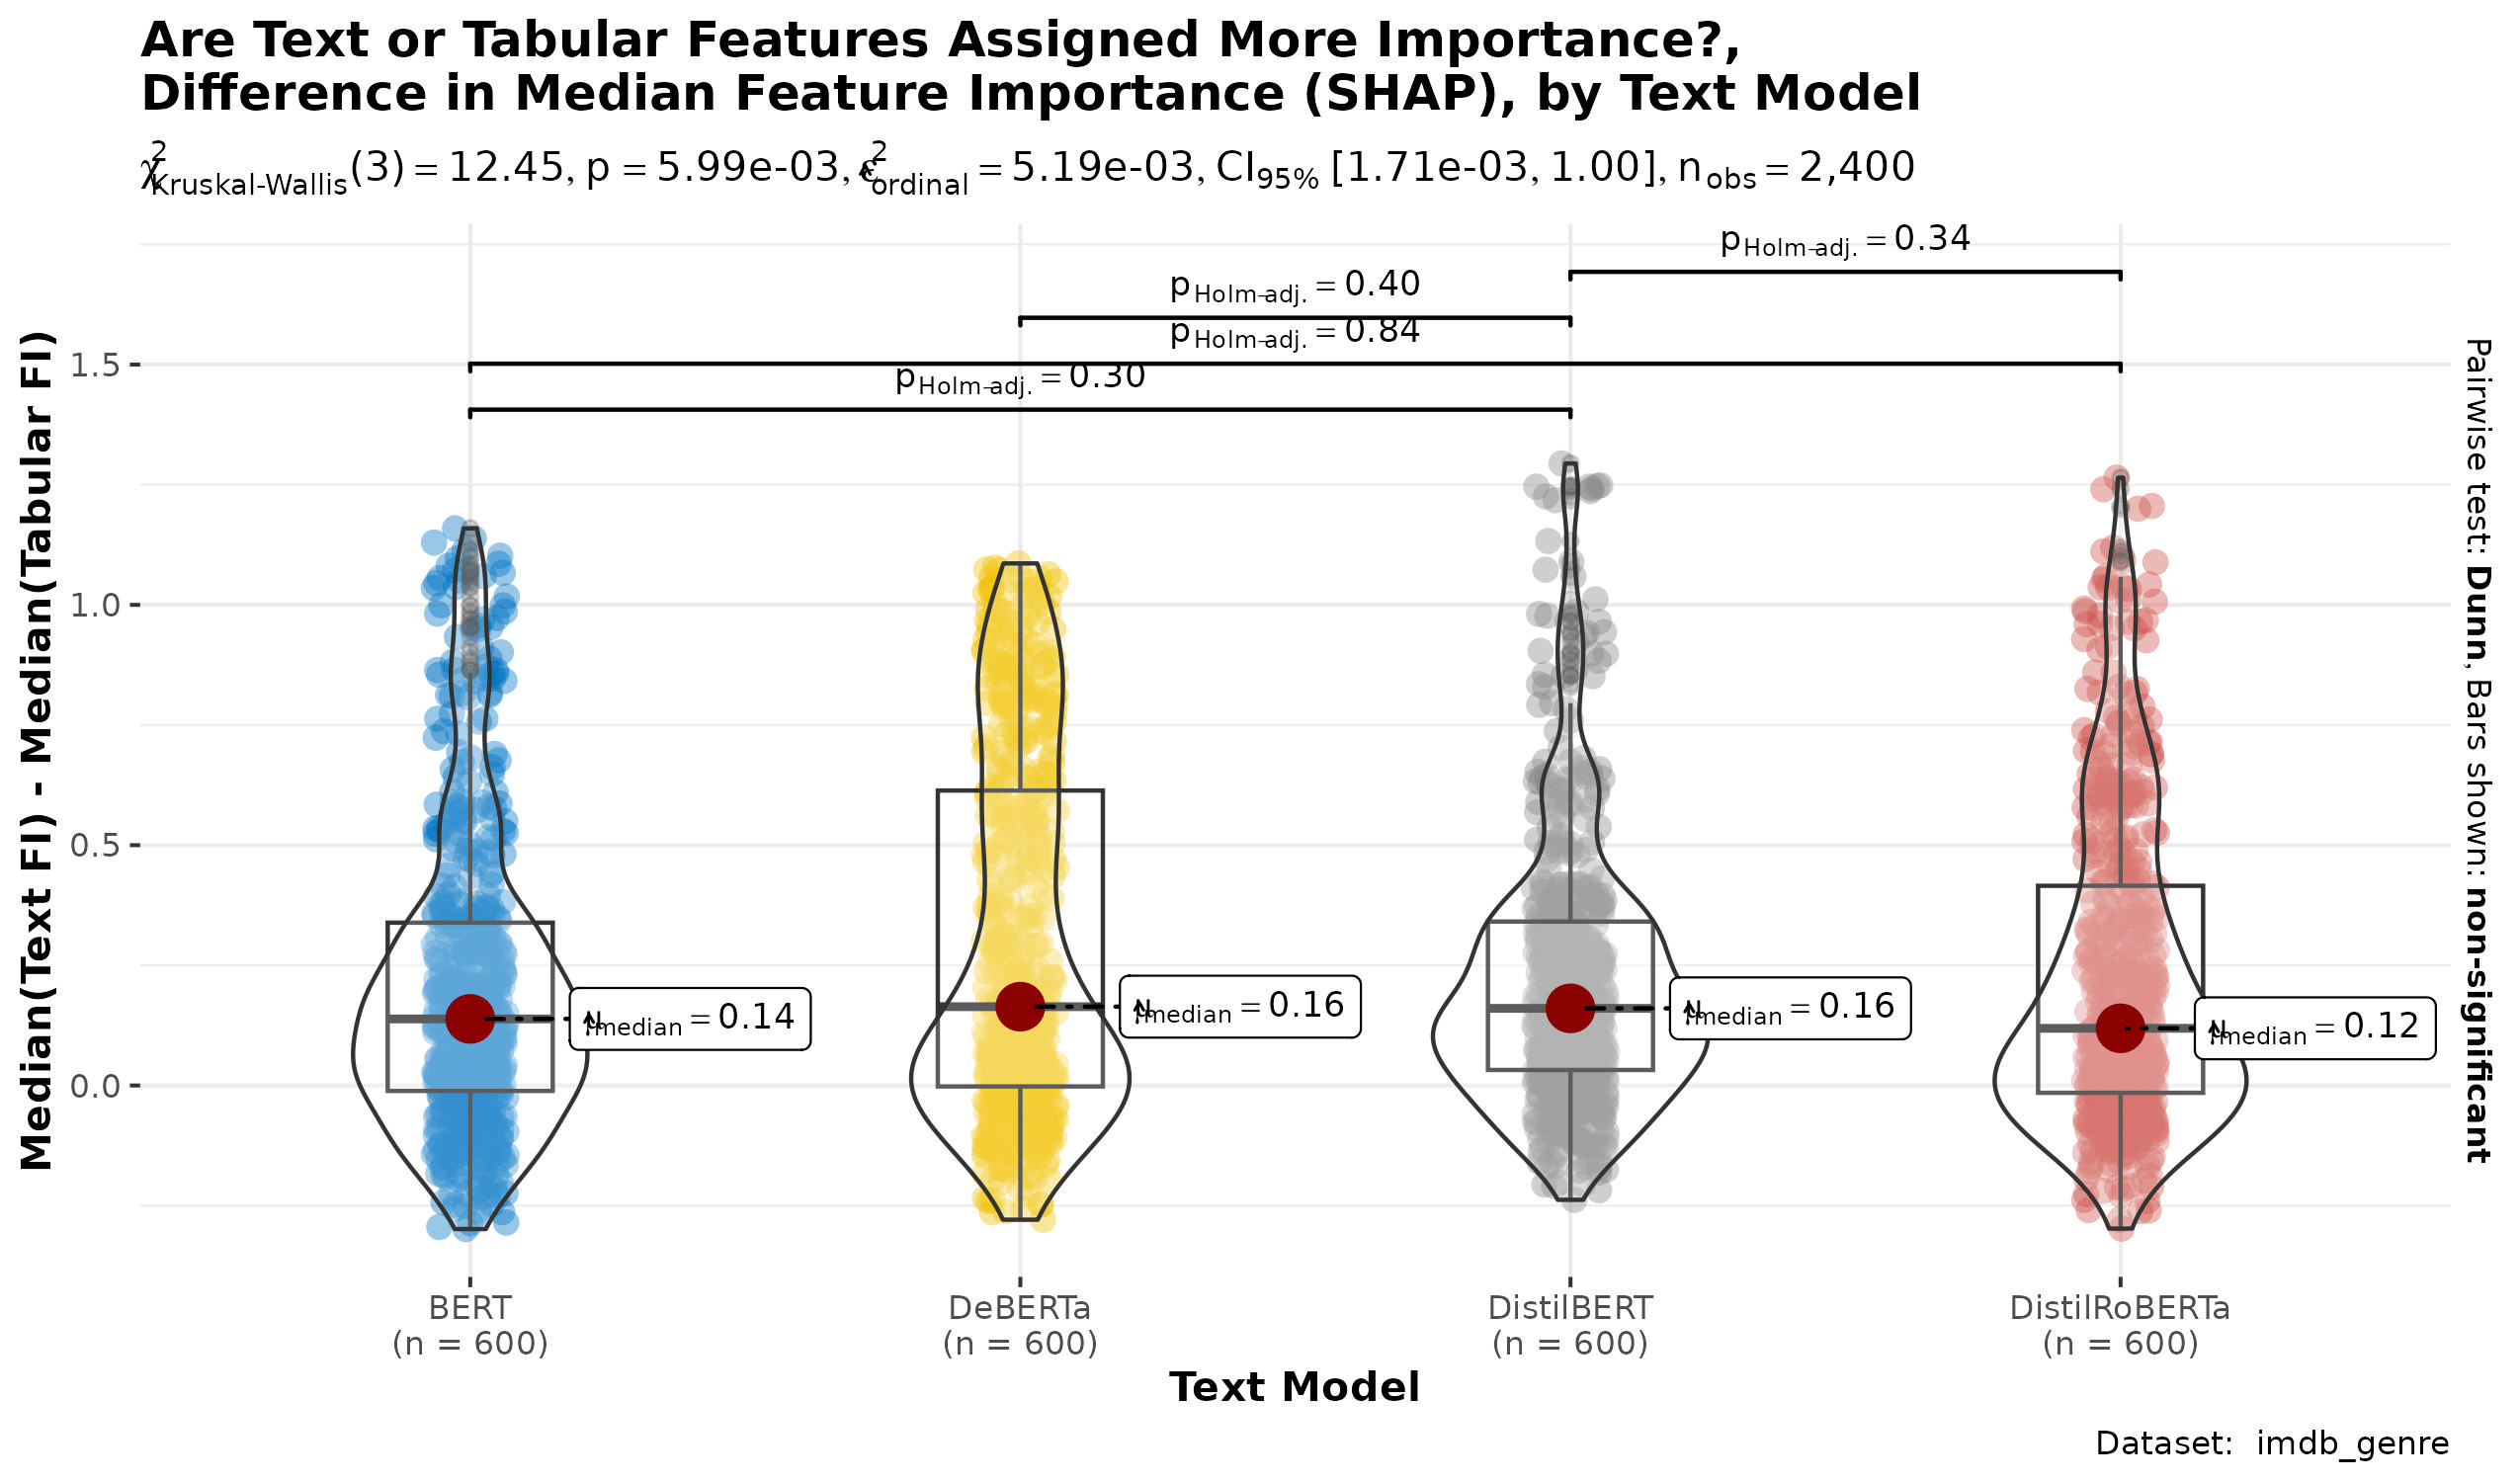 Are Text or Tabular Features Assigned More Importance?,
Difference in Median Feature Importance (SHAP), by Text Model
χ²Kruskal-Wallis(3) = 12.45, p = 5.99e-03, ε²ordinal = 5.19e-03, CI95% [1.71e-03, 1.00], nobs = 2,400
pHolm-adj. = 0.34
pHolm-adj. = 0.40
pHolm-adj. = 0.84
pHolm-adj. = 0.30
Median(Text FI) - Median(Tabular FI)
1.5
1.0
0.5
0.0
μ̂median = 0.14
μ̂median = 0.16
μ̂median = 0.16
μ̂median = 0.12
Pairwise test: Dunn, Bars shown: non-significant
BERT
(n = 600)
DeBERTa
(n = 600)
DistilBERT
(n = 600)
DistilRoBERTa
(n = 600)
Text Model
Dataset: imdb_genre